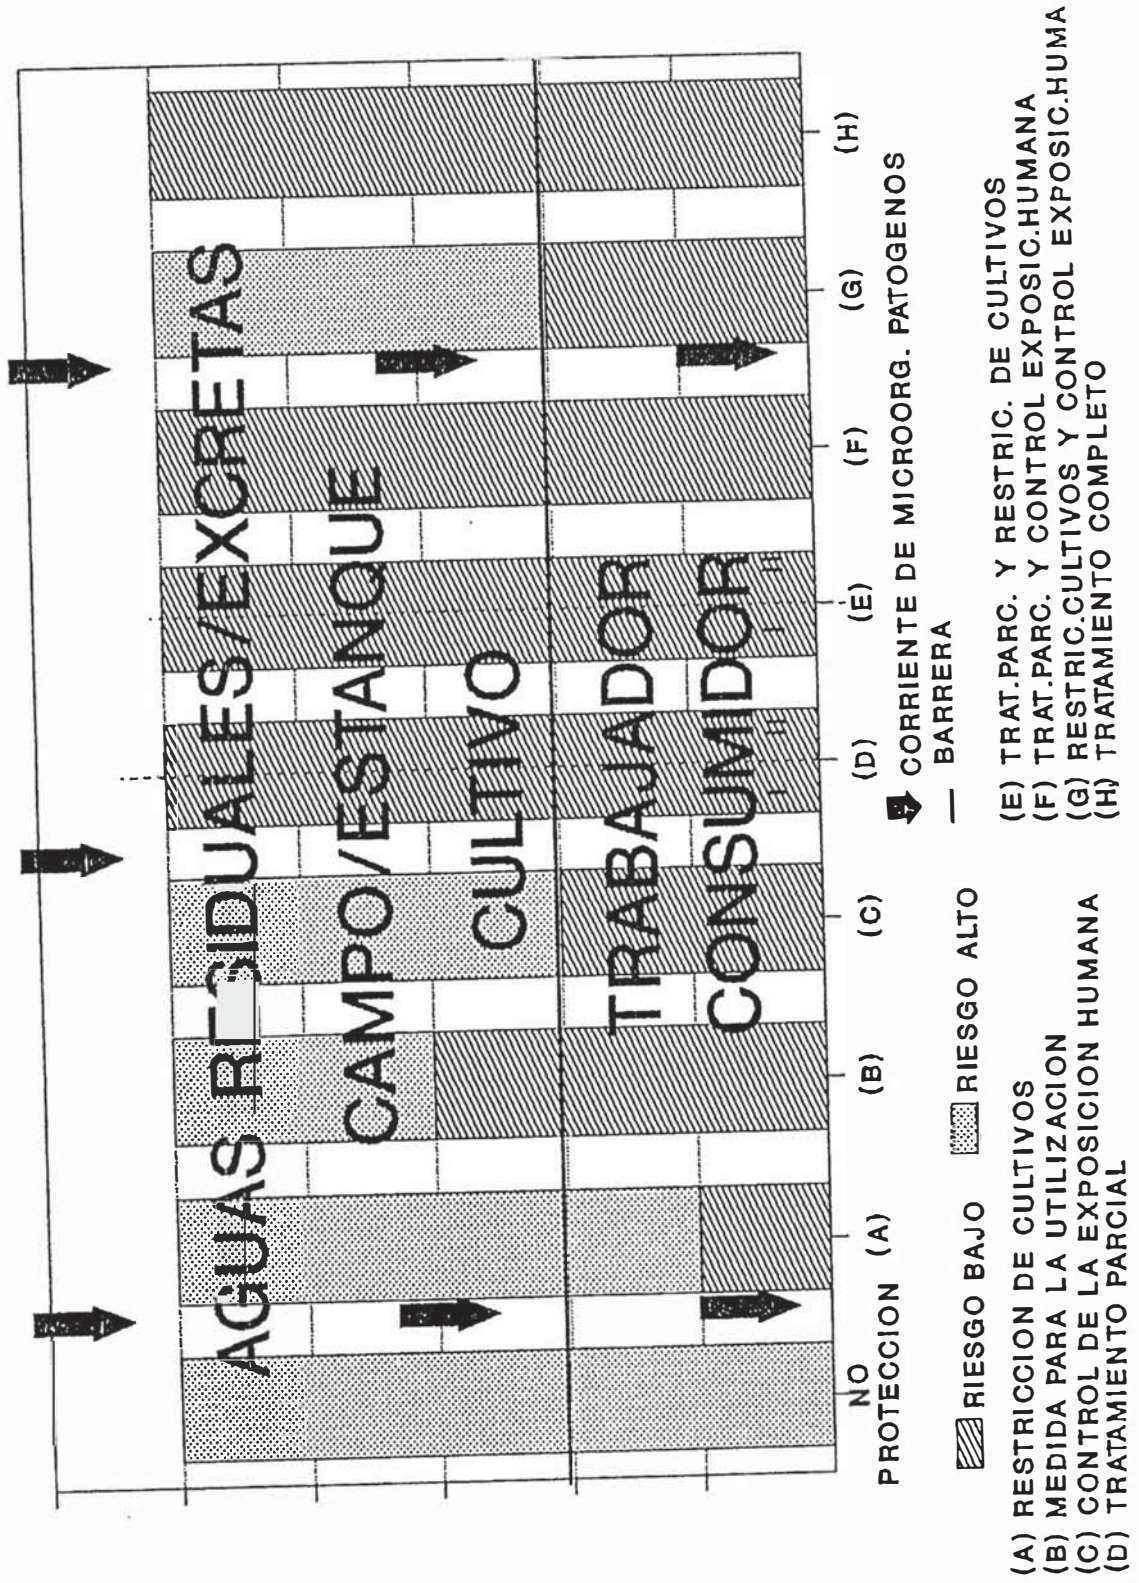 AGUAS RESIDUALES/EXCRETAS
CAMPO/ESTANQUE
CULTIVO
TRABAJADOR
CONSUMIDOR
I II I II
NO PROTECCION (A) (B) (C) (D) (E) (F) (G) (H)
RIESGO BAJO RIESGO ALTO
CORRIENTE DE MICROORG. PATOGENOS
BARRERA
(A) RESTRICCION DE CULTIVOS
(B) MEDIDA PARA LA UTILIZACION
(C) CONTROL DE LA EXPOSICION HUMANA
(D) TRATAMIENTO PARCIAL
(E) TRAT.PARC. Y RESTRIC. DE CULTIVOS
(F) TRAT.PARC. Y CONTROL EXPOSIC.HUMANA
(G) RESTRIC.CULTIVOS Y CONTROL EXPOSIC.HUMA
(H) TRATAMIENTO COMPLETO